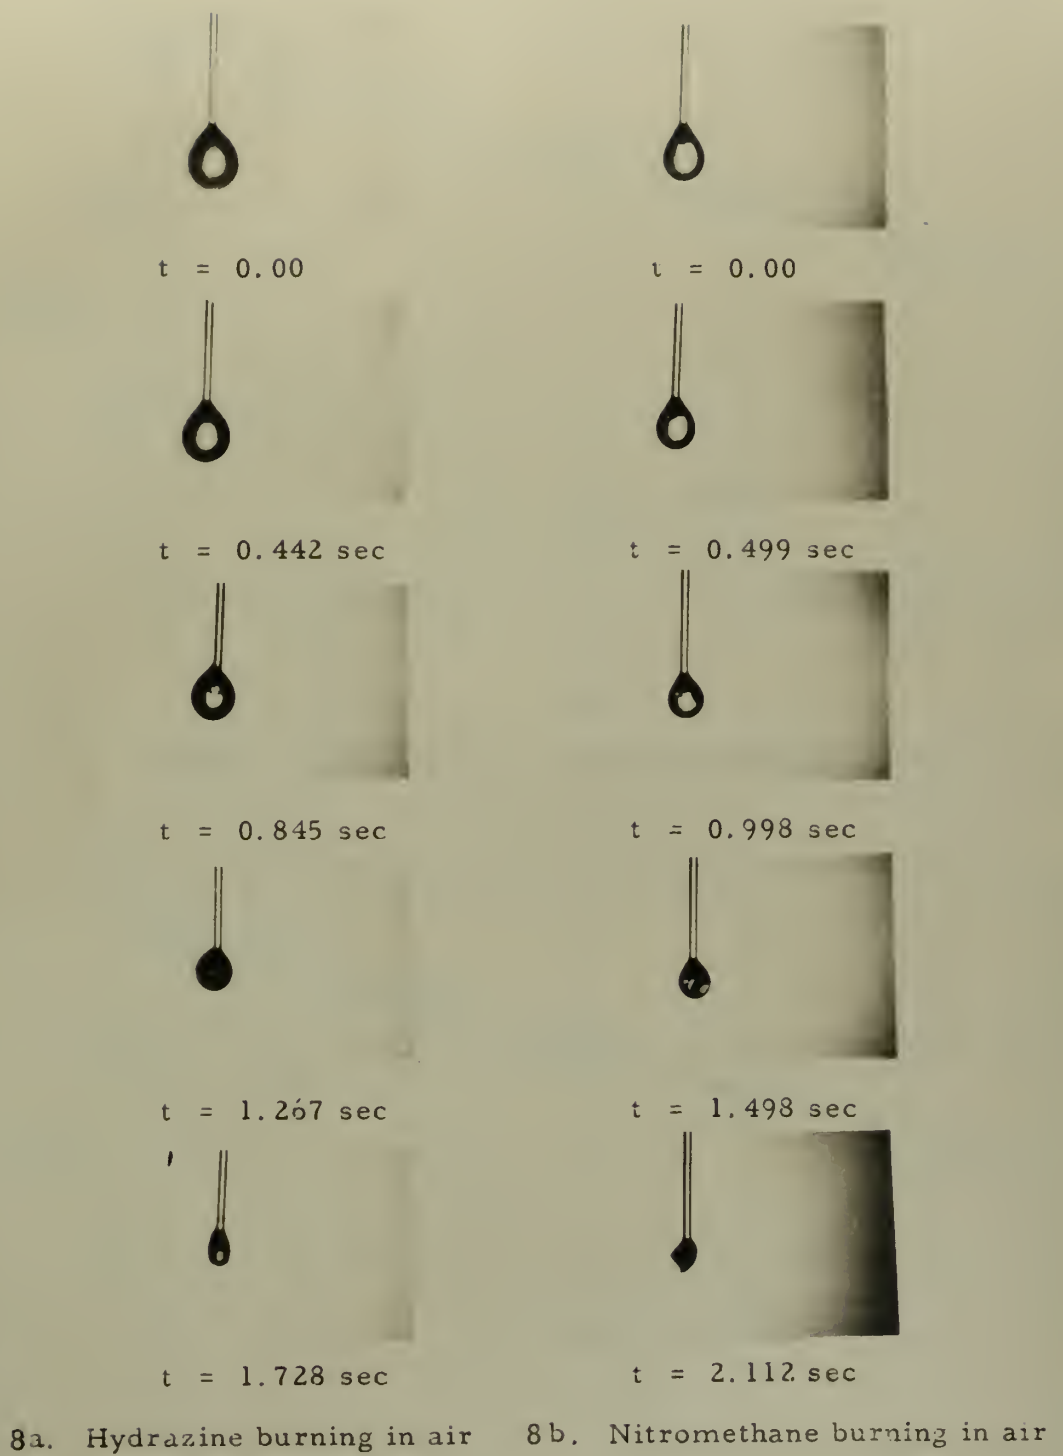 t = 0.00
t = 0.00
t = 0.442 sec
t = 0.499 sec
t = 0.845 sec
t = 0.998 sec
t = 1.267 sec
t = 1.498 sec
t = 1.728 sec
t = 2.112 sec
8a. Hydrazine burning in air
8b. Nitromethane burning in air